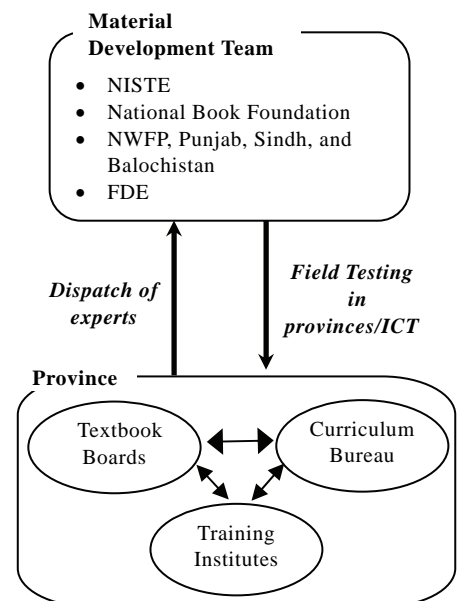 Material
Development Team
• NISTE
• National Book Foundation
• NWFP, Punjab, Sindh, and
Balochistan
• FDE
Dispatch of
experts
Field Testing
in
provinces/ICT
Province
Textbook
Boards
Curriculum
Bureau
Training
Institutes